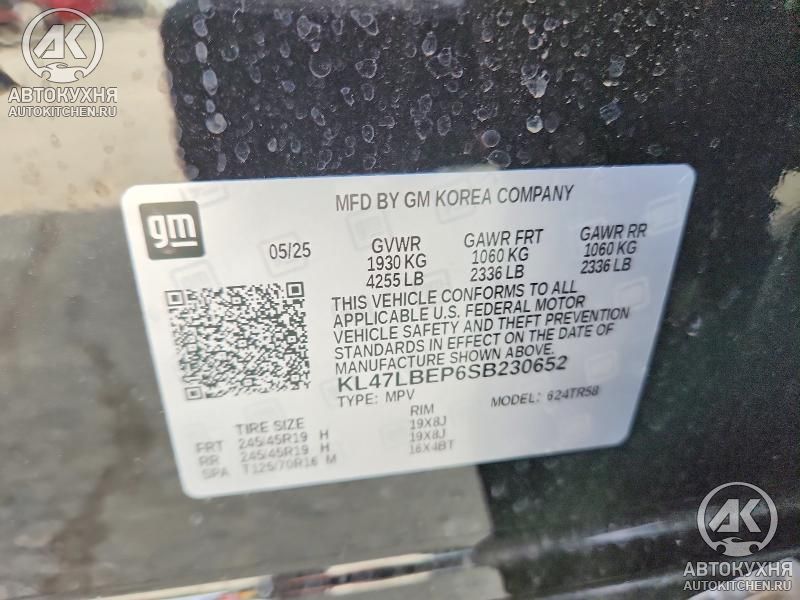 АК
АВТОКУХНЯ
AUTOKITCHEN.RU
MFD BY GM KOREA COMPANY
gm
05/25 GVWR GAWR FRT GAWR RR
1930 KG 1060 KG 1060 KG
4255 LB 2336 LB 2336 LB
THIS VEHICLE CONFORMS TO ALL
APPLICABLE U.S. FEDERAL MOTOR
VEHICLE SAFETY AND THEFT PREVENTION
STANDARDS IN EFFECT ON THE DATE OF
MANUFACTURE SHOWN ABOVE.
KL47LBEP6SB230652
TYPE: MPV MODEL: 624TR58
TIRE SIZE RIM
FRT 245/45R19 H 19X8J
RR 245/45R19 H 19X8J
SPA T125/70R16 M 16X4BT
АК
АВТОКУХНЯ
AUTOKITCHEN.RU